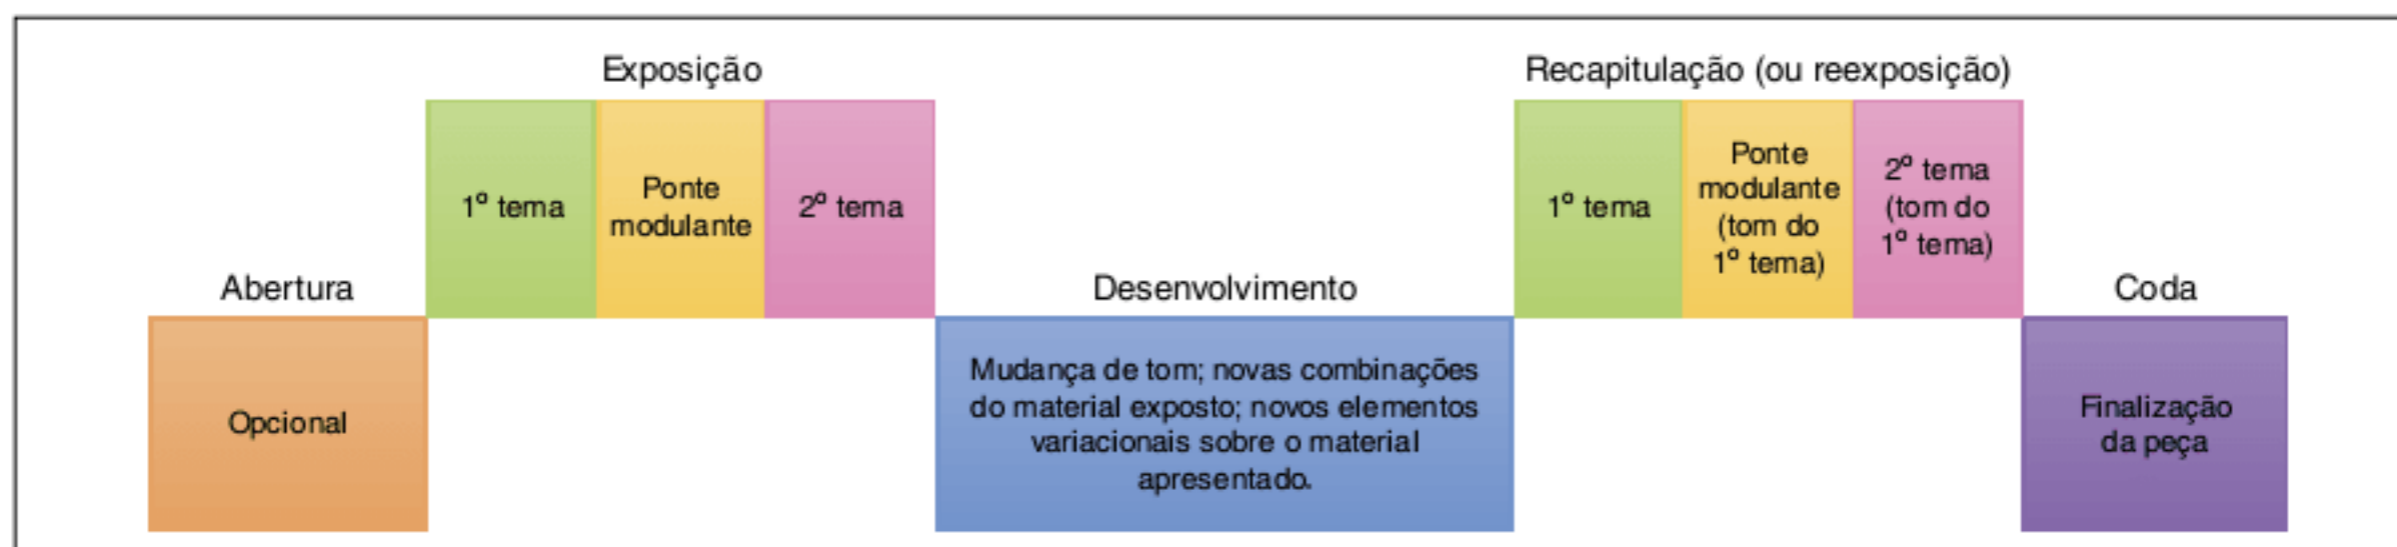 Exposição
1º tema
Ponte
modulante
2º tema
Recapitulação (ou reexposição)
1º tema
Ponte
modulante
(tom do
1º tema)
2º tema
(tom do
1º tema)
Abertura
Opcional
Desenvolvimento
Mudança de tom; novas combinações
do material exposto; novos elementos
variacionais sobre o material
apresentado.
Coda
Finalização
da peça